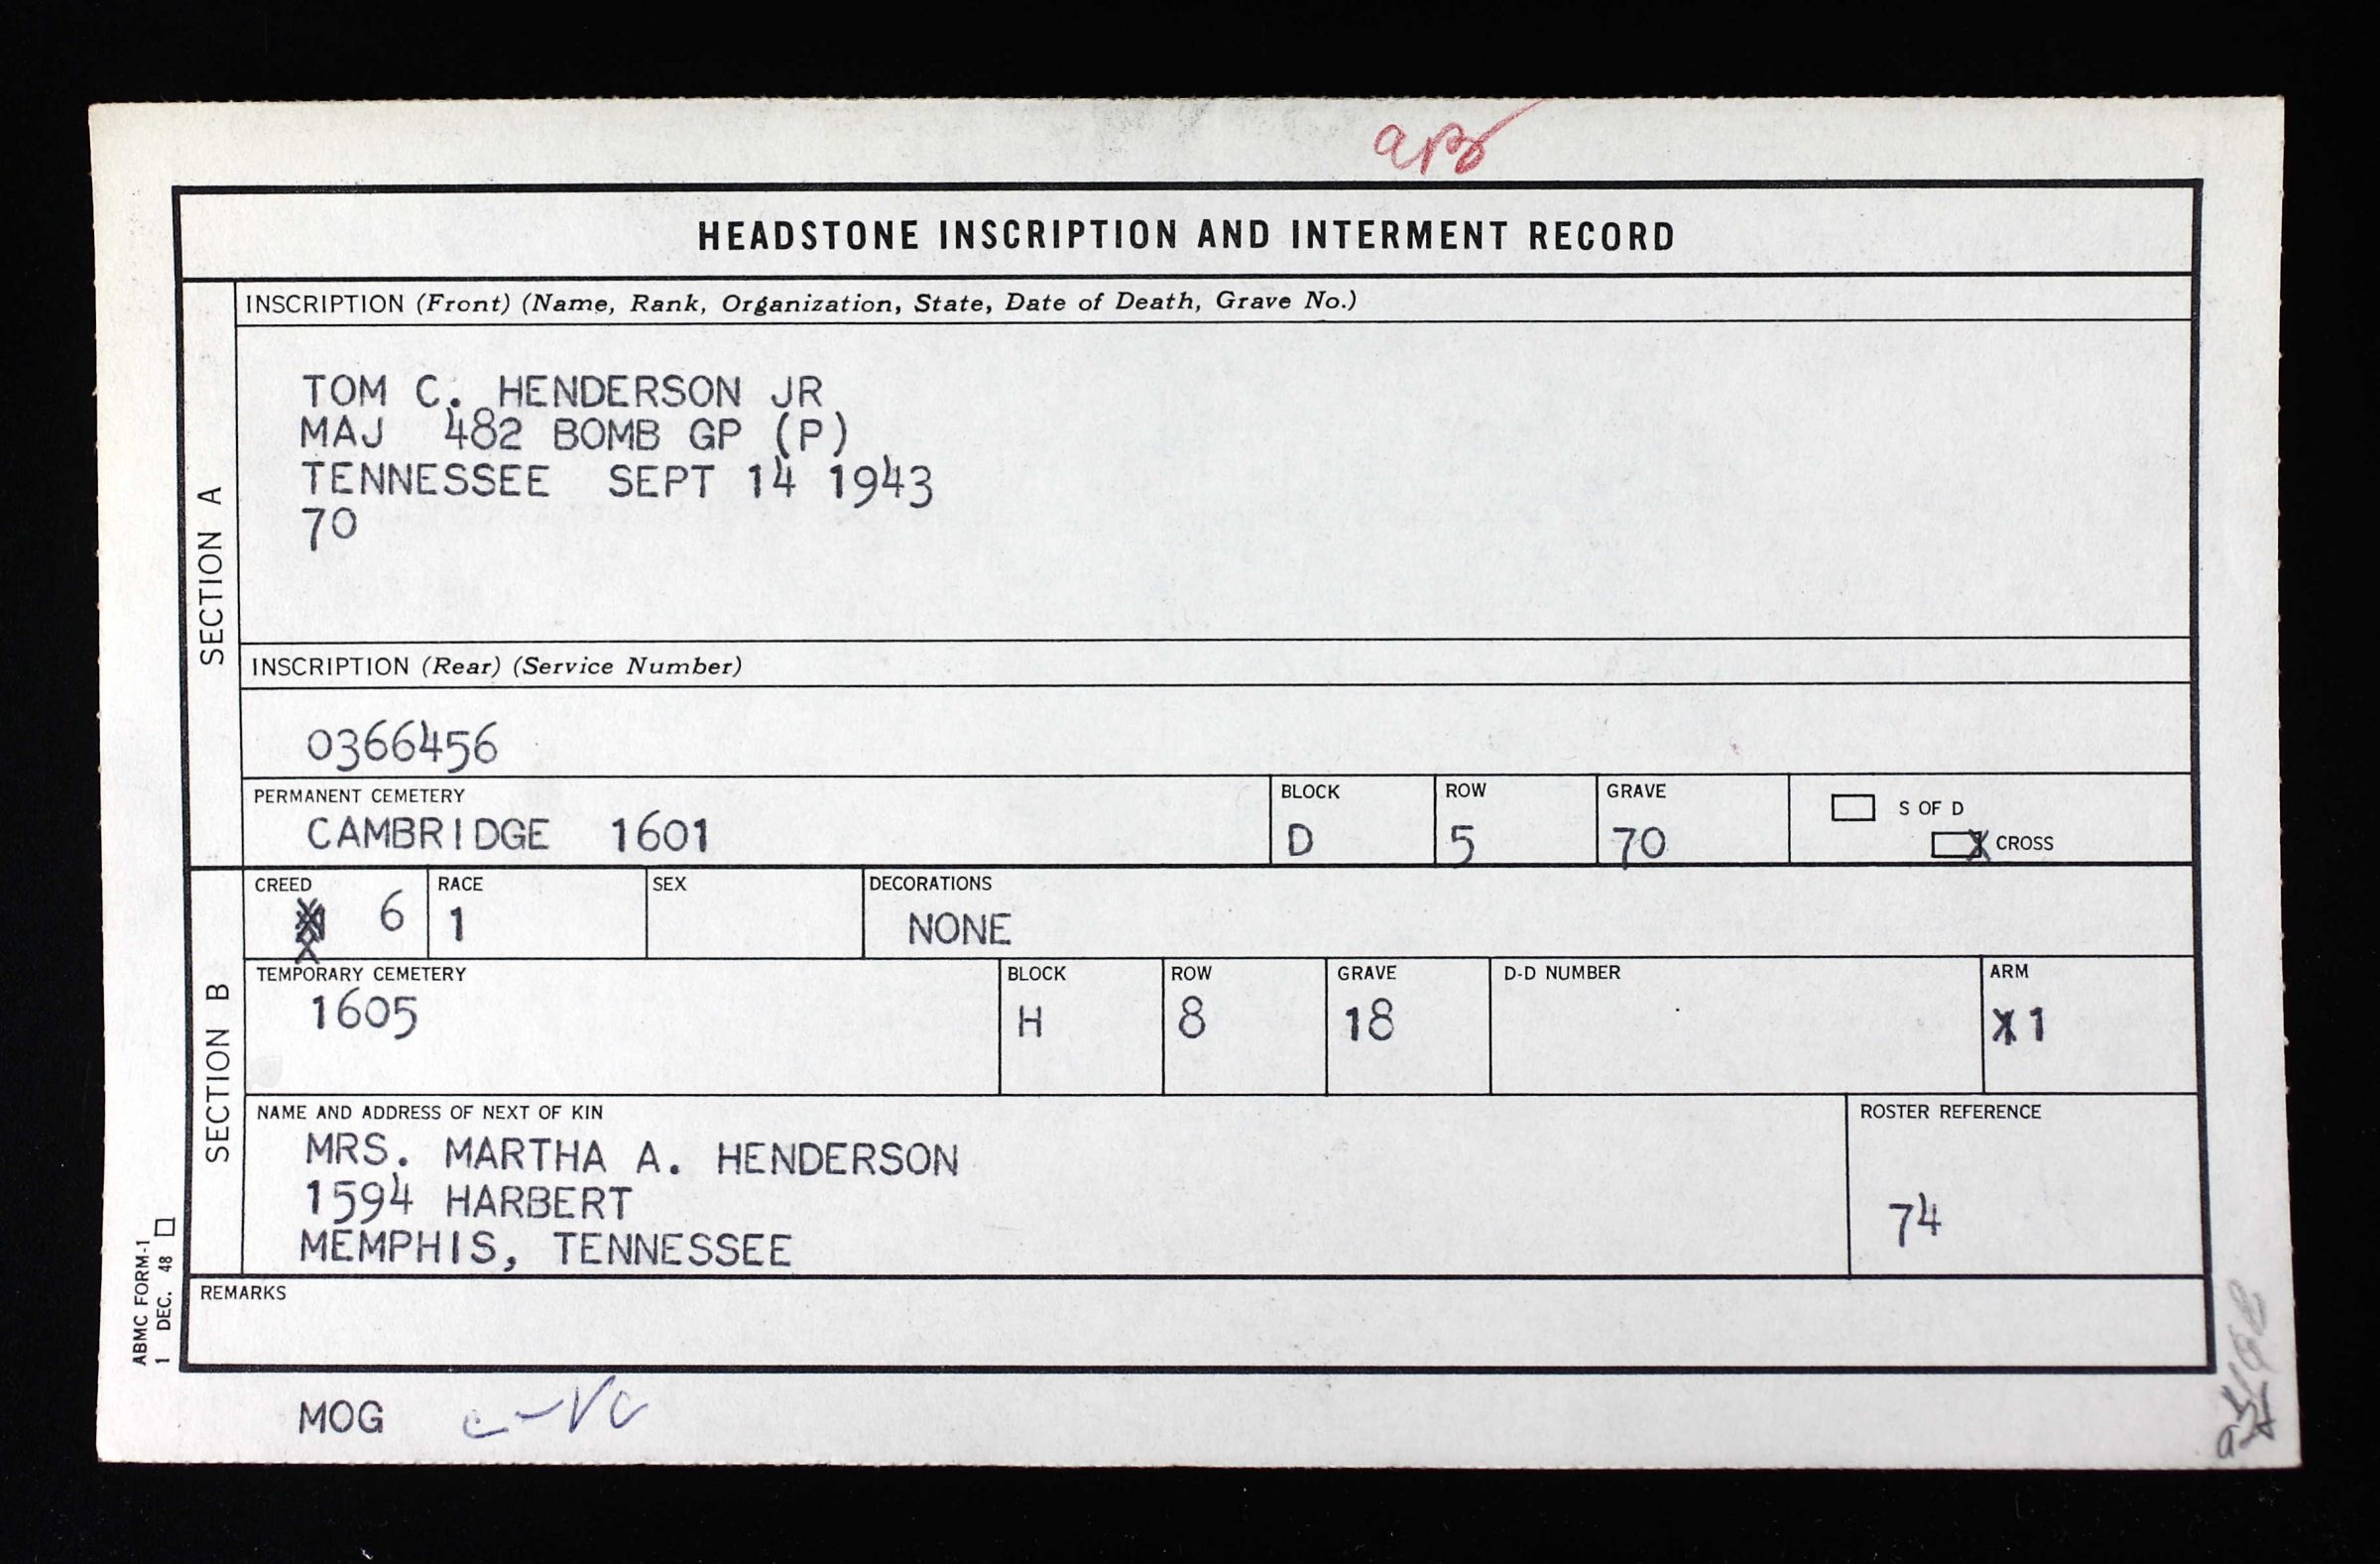 HEADSTONE INSCRIPTION AND INTERMENT RECORD
SECTION A
INSCRIPTION (Front) (Name, Rank, Organization, State, Date of Death, Grave No.)
TOM C. HENDERSON JR
MAJ 482 BOMB GP (P)
TENNESSEE SEPT 14 1943
70
INSCRIPTION (Rear) (Service Number)
0366456
PERMANENT CEMETERY BLOCK ROW GRAVE S OF D
CAMBRIDGE 1601 D 5 70 X CROSS
SECTION B
CREED RACE SEX DECORATIONS
6 1 NONE
TEMPORARY CEMETERY BLOCK ROW GRAVE D-D NUMBER ARM
1605 H 8 18 1
NAME AND ADDRESS OF NEXT OF KIN ROSTER REFERENCE
MRS. MARTHA A. HENDERSON
1594 HARBERT 74
MEMPHIS, TENNESSEE
REMARKS
ABMC FORM-1
1 DEC. 48
MOG